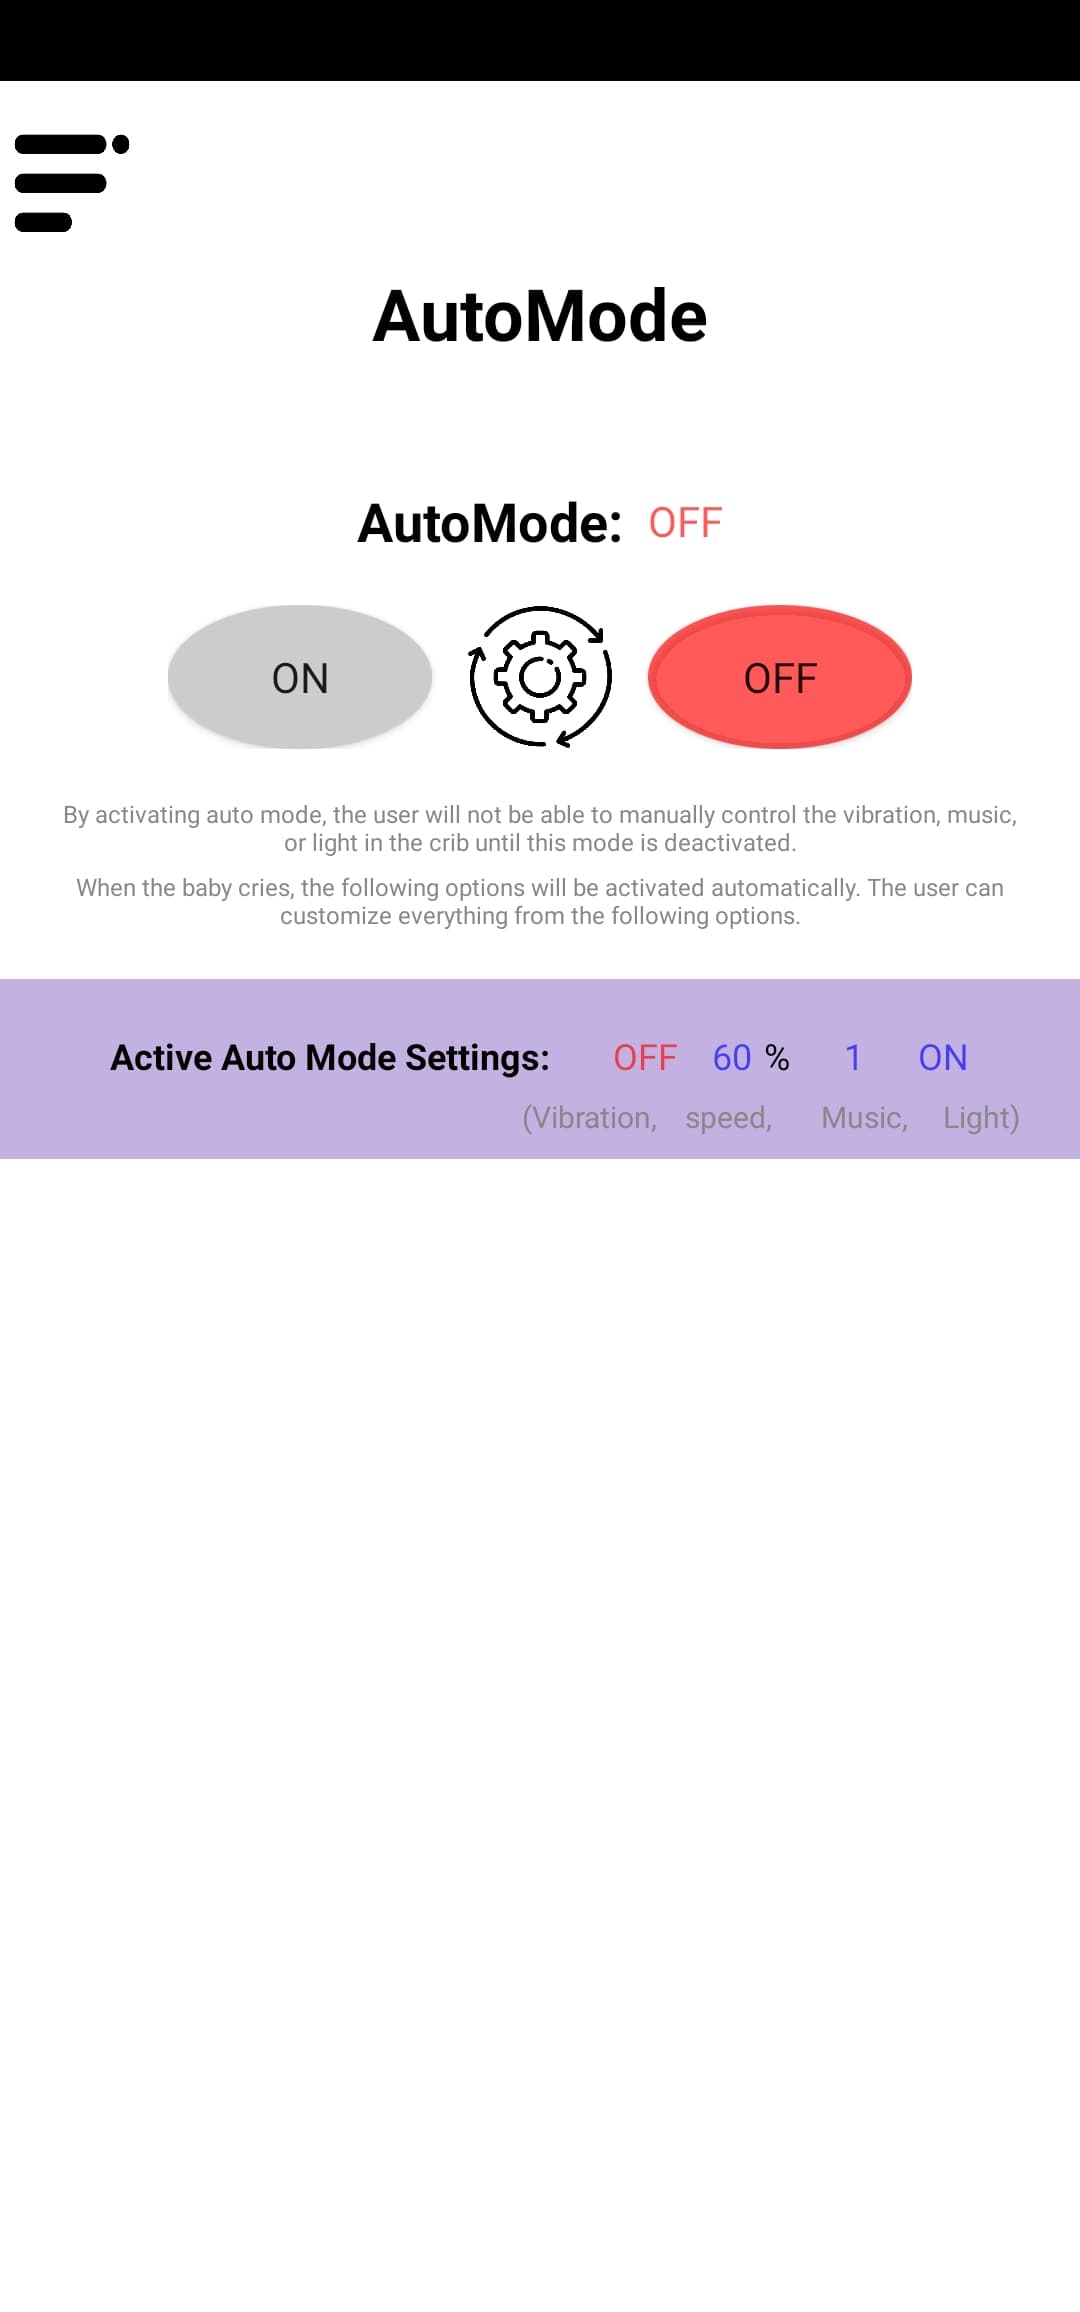 AutoMode
AutoMode: OFF
ON OFF
By activating auto mode, the user will not be able to manually control the vibration, music,
or light in the crib until this mode is deactivated.
When the baby cries, the following options will be activated automatically. The user can
customize everything from the following options.
Active Auto Mode Settings: OFF 60 % 1 ON
(Vibration, speed, Music, Light)